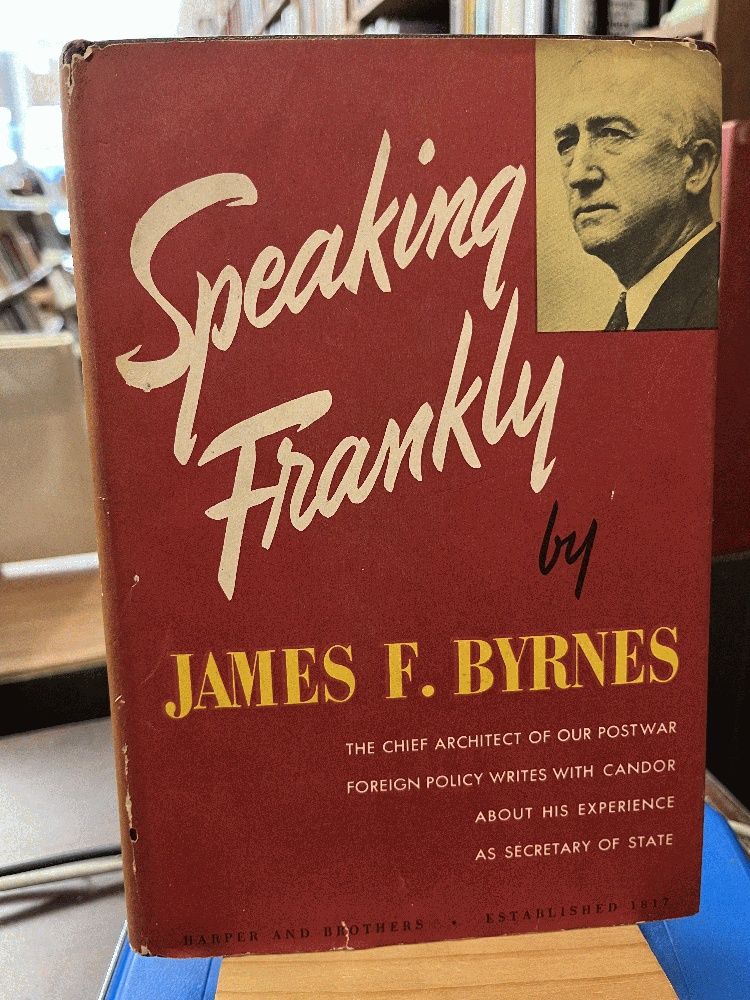 Speaking
Frankly
by
JAMES F. BYRNES
THE CHIEF ARCHITECT OF OUR POSTWAR
FOREIGN POLICY WRITES WITH CANDOR
ABOUT HIS EXPERIENCE
AS SECRETARY OF STATE
HARPER AND BROTHERS • ESTABLISHED 1817